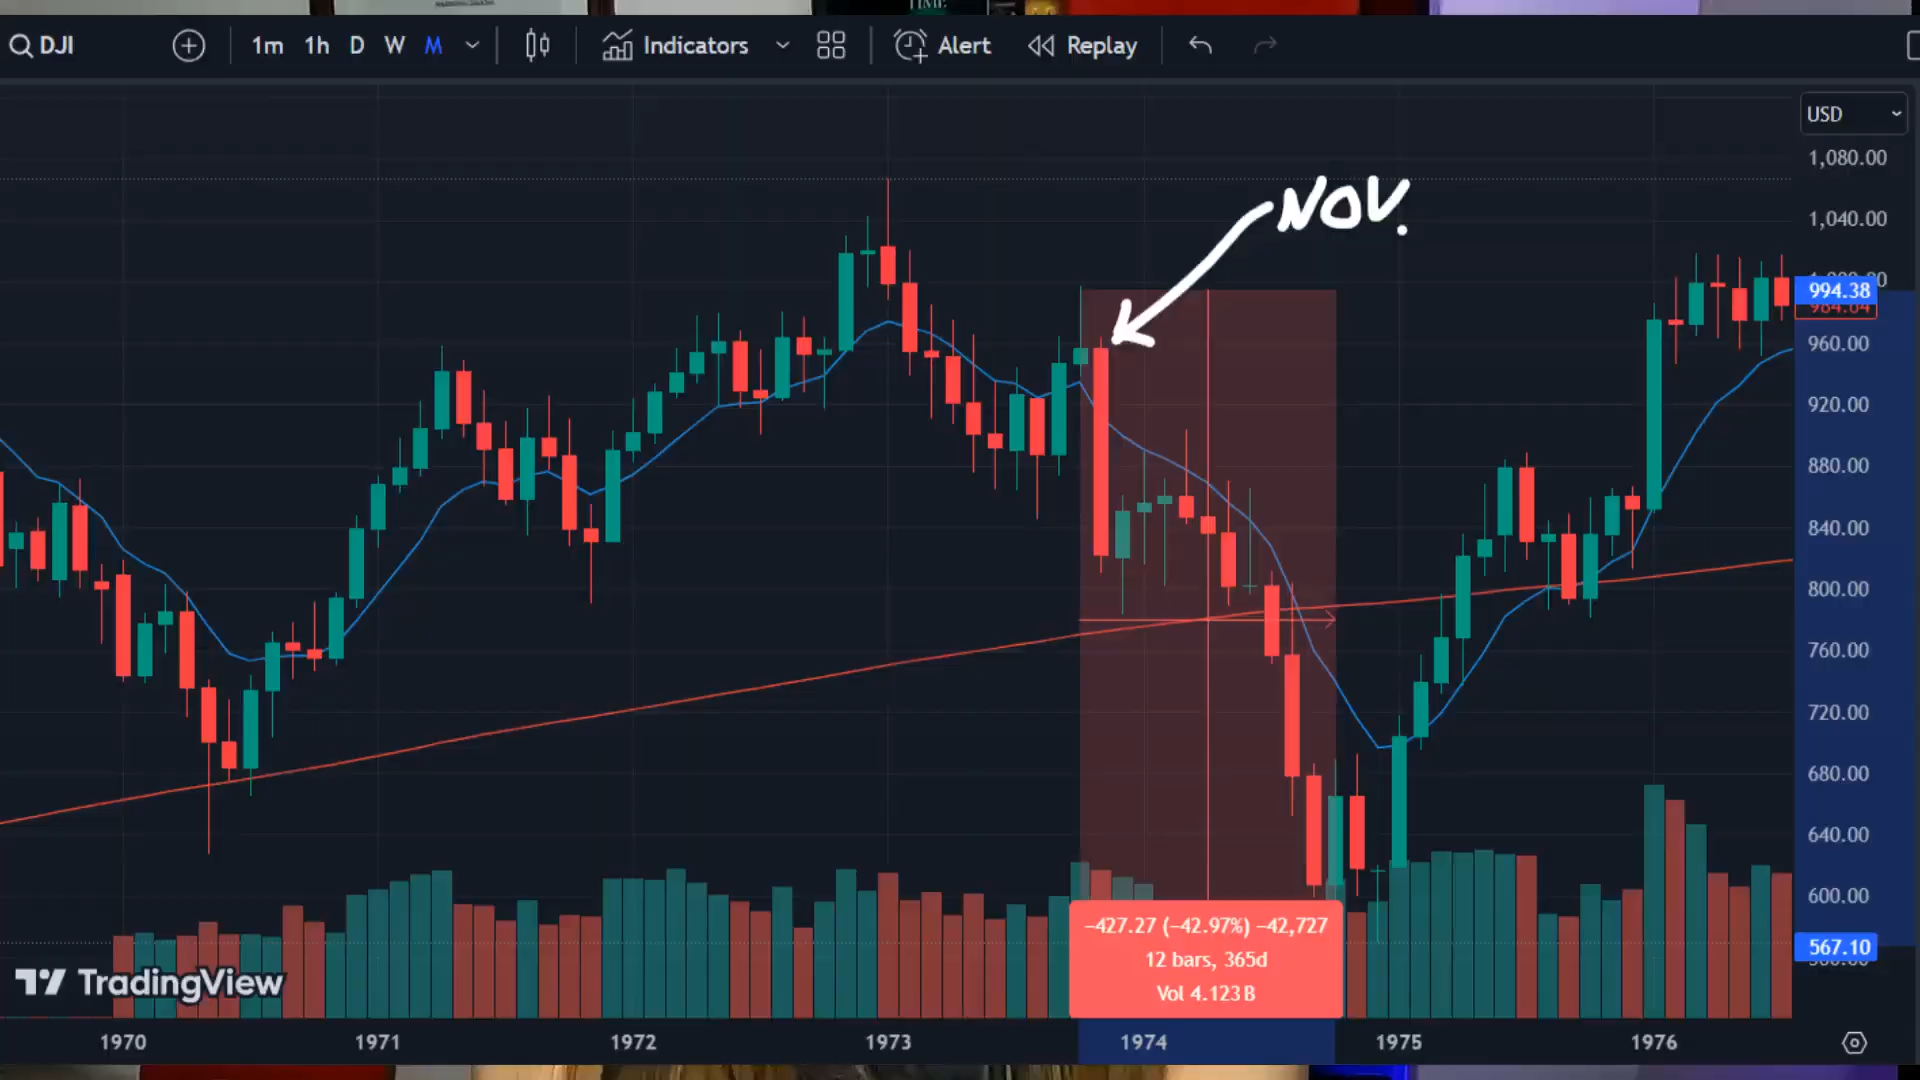 TIME
DJI
1m 1h D W M Indicators Alert Replay
USD
1,080.00
NOV.
1,040.00
994.38
984.64
960.00
920.00
880.00
840.00
800.00
760.00
720.00
680.00
640.00
600.00
−427.27 (−42.97%) −42,727
12 bars, 365d
Vol 4.123 B
567.10
TradingView
1970 1971 1972 1973 1974 1975 1976